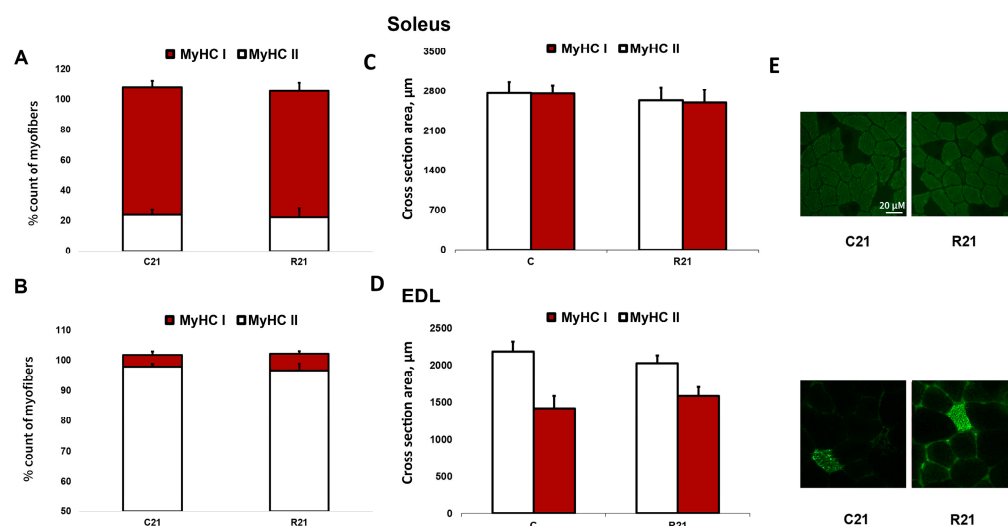 Soleus
A
MyHC I MyHC II
% count of myofibers
120
100
80
60
40
20
0
C21 R21
C
MyHC I MyHC II
Cross section area, µm
3500
2800
2100
1400
700
0
C R21
E
20 µM
C21 R21
B
MyHC I MyHC II
% count of myofibers
110
100
90
80
70
60
50
C21 R21
D
EDL
MyHC I MyHC II
Cross section area, µm
2500
2000
1500
1000
500
0
C R21
C21 R21